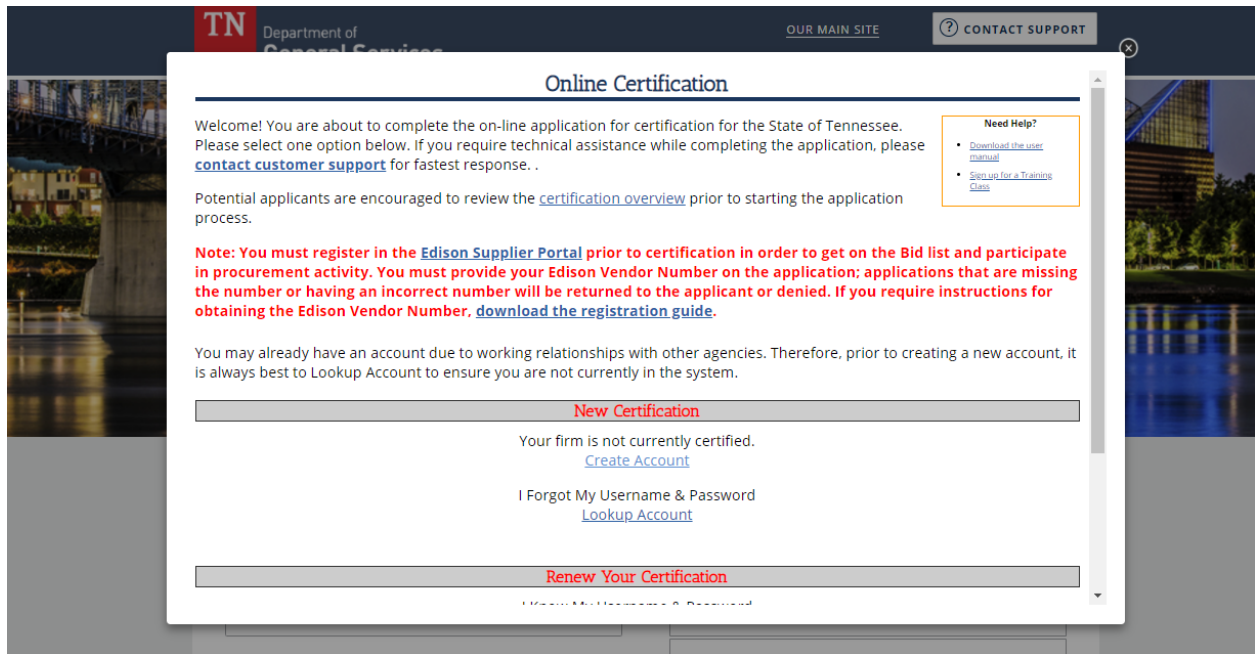 TN
Department of
General Services
OUR MAIN SITE
? CONTACT SUPPORT
Online Certification
Welcome! You are about to complete the on-line application for certification for the State of Tennessee.
Please select one option below. If you require technical assistance while completing the application, please
contact customer support for fastest response. .
Need Help?
• Download the user
manual
• Sign up for a Training
Class
Potential applicants are encouraged to review the certification overview prior to starting the application
process.
Note: You must register in the Edison Supplier Portal prior to certification in order to get on the Bid list and participate
in procurement activity. You must provide your Edison Vendor Number on the application; applications that are missing
the number or having an incorrect number will be returned to the applicant or denied. If you require instructions for
obtaining the Edison Vendor Number, download the registration guide.
You may already have an account due to working relationships with other agencies. Therefore, prior to creating a new account, it
is always best to Lookup Account to ensure you are not currently in the system.
New Certification
Your firm is not currently certified.
Create Account
I Forgot My Username & Password
Lookup Account
Renew Your Certification
I Know My Username & Password